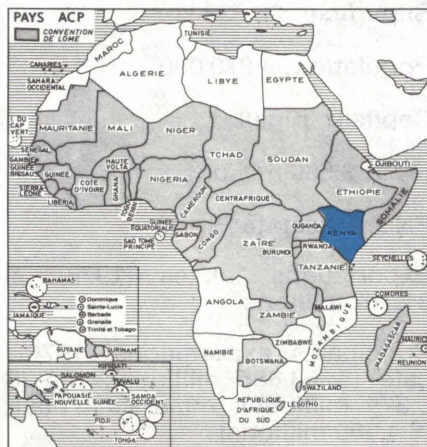 PAYS ACP
CONVENTION
DE LOMÉ
TUNISIE
MAROC
CANARIES
ALGERIE
LIBYE
EGYPTE
SAHARA
OCCIDENTAL
DU
CAP
VERT
MAURITANIE
MALI
NIGER
TCHAD
SOUDAN
DJIBOUTI
SENEGAL
GAMBIE
GUINEE
BISSAU
GUINEE
HAUTE
VOLTA
SIERRA
LEONE
COTE
D'IVOIRE
LIBERIA
GHANA
TOGO
BENIN
NIGERIA
CAMEROUN
CENTRAFRIQUE
ETHIOPIE
SOMALIE
GUINEE
EQUATORIALE
SAO TOME
PRINCIPE
GABON
CONGO
ZAÏRE
OUGANDA
KENYA
RWANDA
BURUNDI
TANZANIE
SEYCHELLES
BAHAMAS
JAMAIQUE
Dominique
Sainte-Lucie
Barbade
Grenade
Trinité et Tobago
GUYANE
SURINAM
ANGOLA
ZAMBIE
MALAWI
COMORES
MOZAMBIQUE
MADAGASCAR
MAURICE
REUNION
ZIMBABWE
NAMIBIE
BOTSWANA
SWAZILAND
LESOTHO
REPUBLIQUE
D'AFRIQUE
DU SUD
KIRIBATI
SALOMON
TUVALU
PAPOUASIE
NOUVELLE GUINEE
SAMOA
OCCIDENT.
FIDJI
TONGA